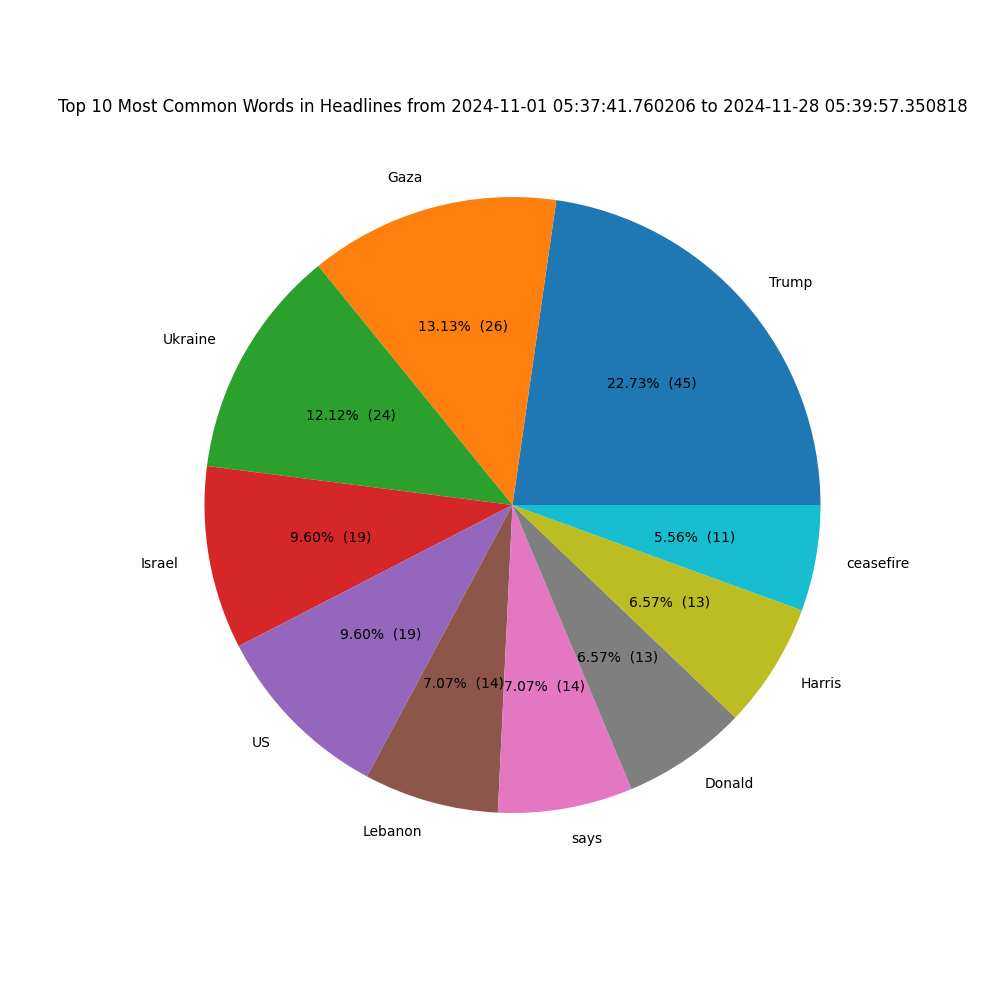 Top 10 Most Common Words in Headlines from 2024-11-01 05:37:41.760206 to 2024-11-28 05:39:57.350818
Gaza
Trump
13.13%  (26)
Ukraine
22.73%  (45)
12.12%  (24)
9.60%  (19)
5.56%  (11)
Israel
ceasefire
6.57%  (13)
9.60%  (19)
6.57%  (13)
7.07%  (14)
7.07%  (14)
Harris
US
Donald
Lebanon
says